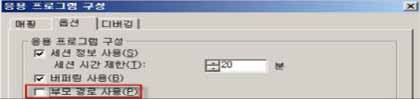 응용 프로그램 구성
매핑 옵션 디버깅
응용 프로그램 구성
세션 정보 사용(S)
세션 시간 제한(T): 20 분
버퍼링 사용(B)
부모 경로 사용(P)